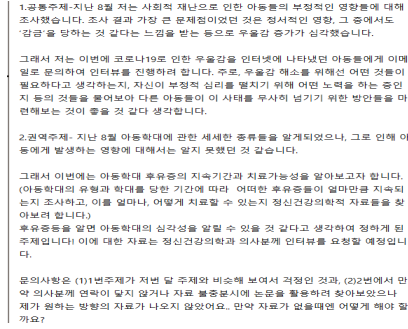 1.공통주제-지난 8월 저는 사회적 재난으로 인한 아동들의 부정적인 영향들에 대해
조사했습니다. 조사 결과 가장 큰 문제점이었던 것은 정서적인 영향, 그 중에서도
'감금'을 당하는 것 같다는 느낌을 받는 등으로 우울감 증가가 심각했습니다.
그래서 저는 이번에 코로나19로 인한 우울감을 인터넷에 나타냈던 아동들에게 이메
일로 문의하여 인터뷰를 진행하려 합니다. 주로, 우울감 해소를 위해선 어떤 것들이
필요하다고 생각하는지, 자신이 부정적 심리를 떨치기 위해 어떤 노력을 하는 중인
지 등의 것들을 물어보아 다른 아동들이 이 사태를 무사히 넘기기 위한 방안들을 마
련해보는 것이 좋을 것 같다 생각합니다.
2.권역주제- 지난 8월 아동학대에 관한 세세한 종류들을 알게되었으나, 그로 인해 아
동에게 발생하는 영향에 대해서는 알지 못했던 것 같습니다.
그래서 이번에는 아동학대 후유증의 지속기간과 치료가능성을 알아보고자 합니다.
(아동학대의 유형과 학대를 당한 기간에 따라 어떠한 후유증들이 얼마만큼 지속되
는지 조사하고, 이를 얼마나, 어떻게 치료할 수 있는지 정신건강의학적 자료들을 찾
아보려 합니다.)
후유증등을 알면 아동학대의 심각성을 알릴 수 있을 것 같다고 생각하여 정하게 된
주제입니다! 이에 대한 자료는 정신건강의학과 의사분께 인터뷰를 요청할 예정입니
다.
문의사항은 (1)1번주제가 저번 달 주제와 비슷해 보여서 걱정인 것과, (2)2번에서 만
약 의사분께 연락이 닿지 않거나 자료 불충분시에 논문을 활용하려 찾아보았으나
제가 원하는 방향의 자료가 나오지 않았어요.. 만약 자료가 없을때엔 어떻게 해야 할
까요?